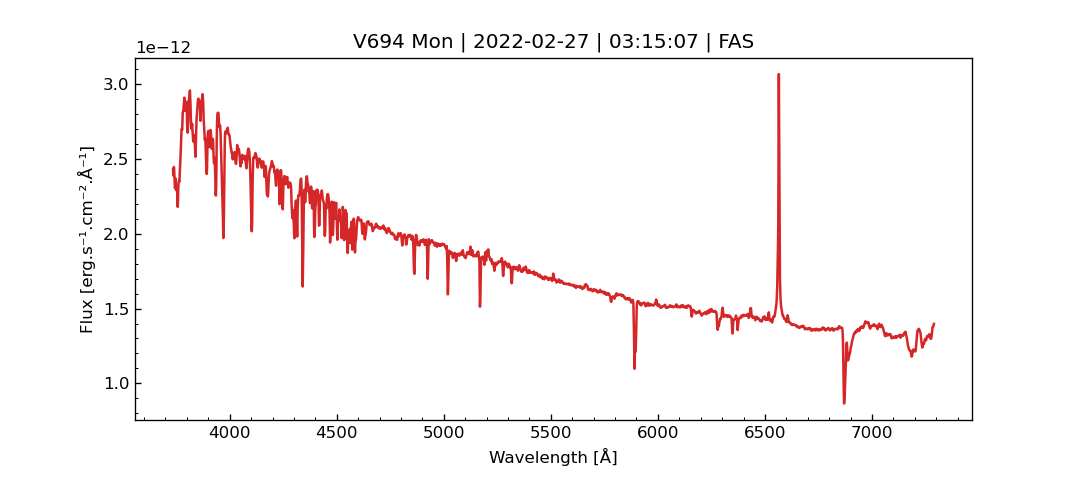 V694 Mon | 2022-02-27 | 03:15:07 | FAS
1e−12
3.0
2.5
2.0
1.5
1.0
Flux [erg.s⁻¹.cm⁻².Å⁻¹]
4000 4500 5000 5500 6000 6500 7000
Wavelength [Å]